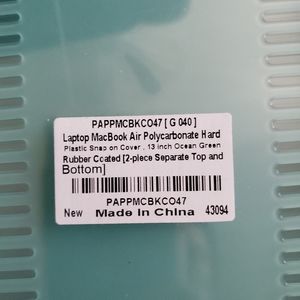 PAPPMCBKCO47 [ G 040 ]
Laptop MacBook Air Polycarbonate Hard
Plastic Snap on Cover , 13 inch Ocean Green
Rubber Coated [2-piece Separate Top and
Bottom]
PAPPMCBKCO47
New Made In China 43094